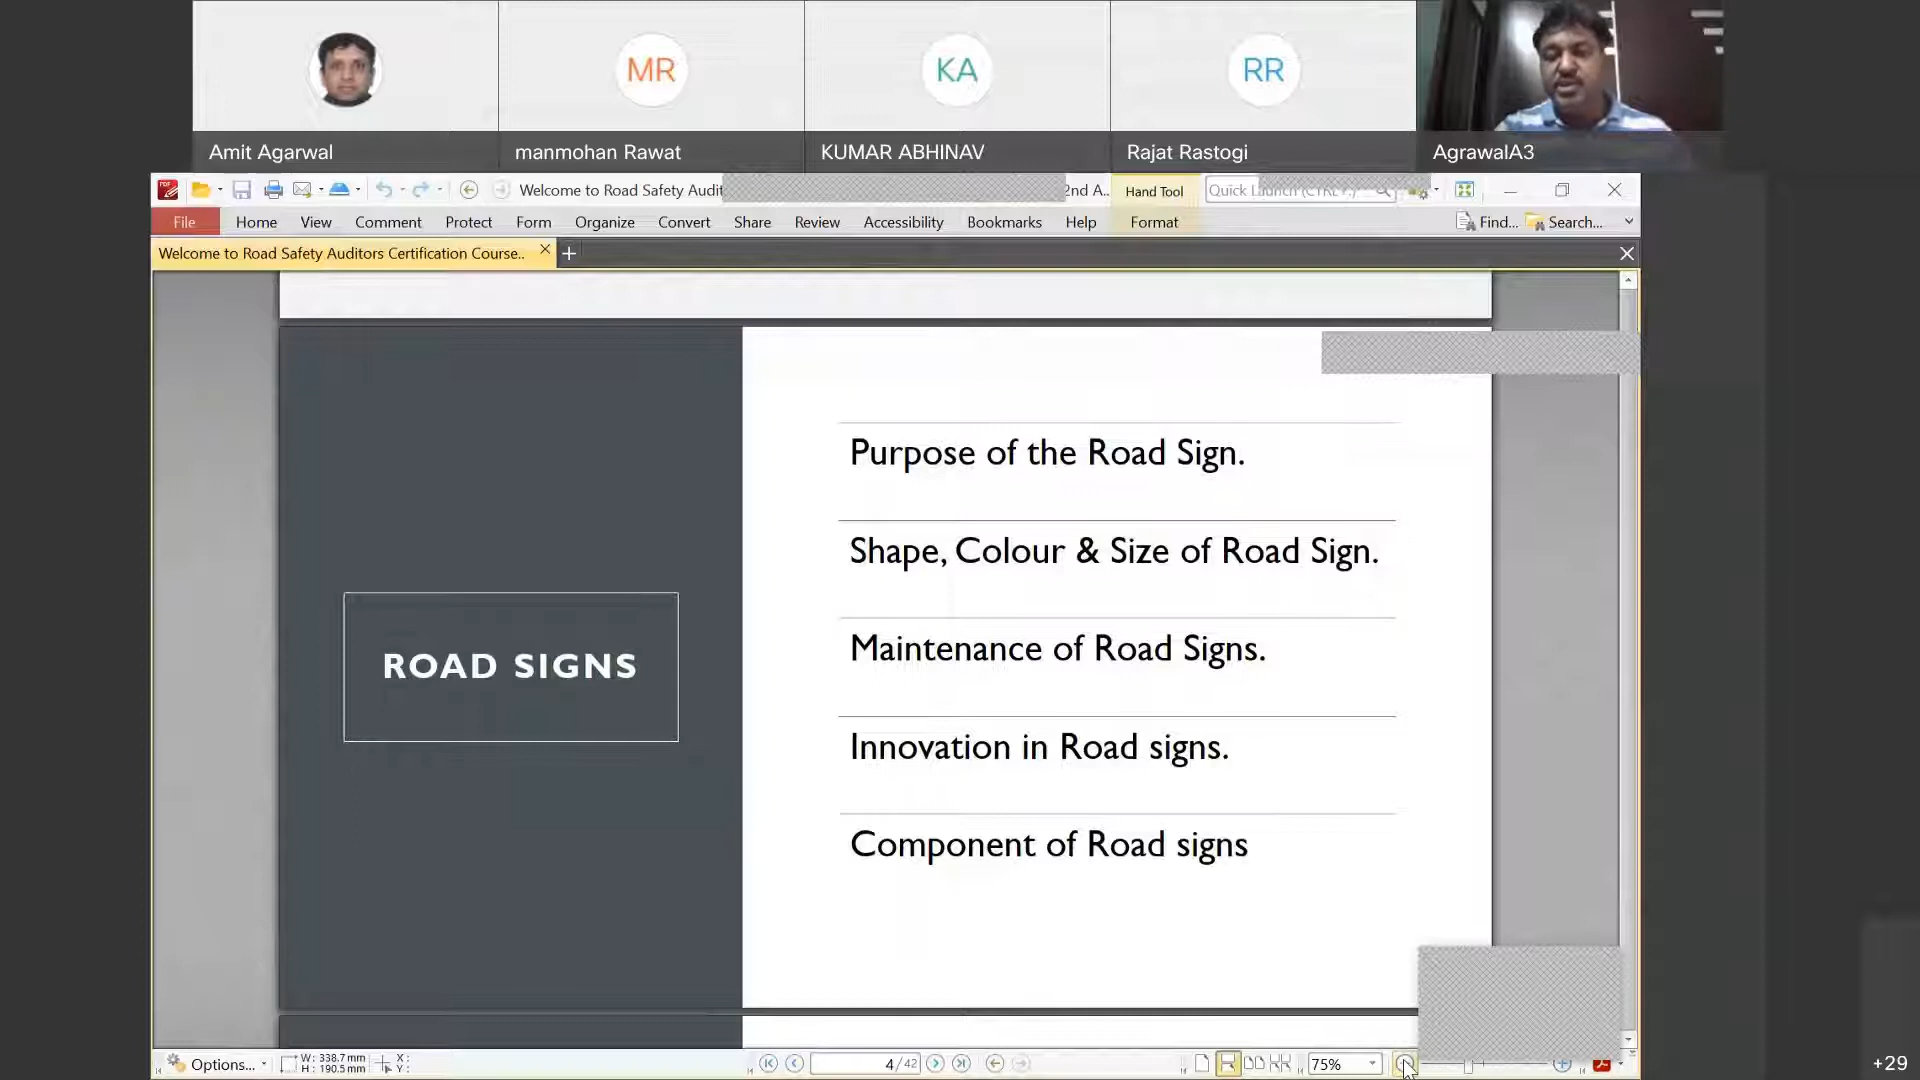 MR
KA
RR
Amit Agarwal
manmohan Rawat
KUMAR ABHINAV
Rajat Rastogi
AgrawalA3
Welcome to Road Safety Audit
2nd A..
Hand Tool
File
Home
View
Comment
Protect
Form
Organize
Convert
Share
Review
Accessibility
Bookmarks
Help
Format
Find...
Search...
Welcome to Road Safety Auditors Certification Course..
ROAD SIGNS
Purpose of the Road Sign.
Shape, Colour & Size of Road Sign.
Maintenance of Road Signs.
Innovation in Road signs.
Component of Road signs
Options...
W: 338.7 mm
H: 190.5 mm
X:
Y:
4 / 42
75%
+29